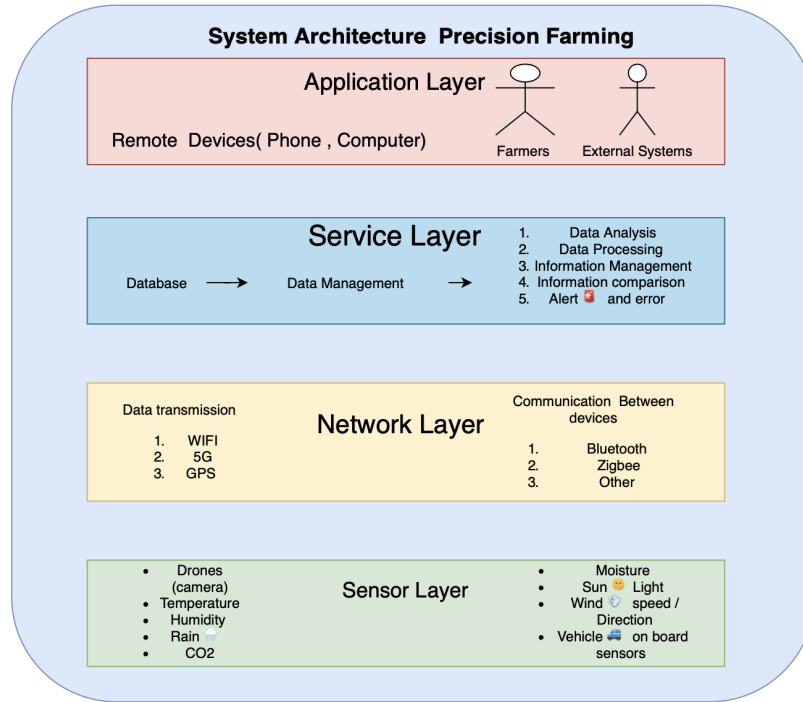 System Architecture Precision Farming
Application Layer
Remote Devices( Phone , Computer)
Farmers
External Systems
Service Layer
Database
Data Management
1. Data Analysis
2. Data Processing
3. Information Management
4. Information comparison
5. Alert 🚨 and error
Network Layer
Data transmission
1. WIFI
2. 5G
3. GPS
Communication Between
devices
1. Bluetooth
2. Zigbee
3. Other
Sensor Layer
• Drones
(camera)
• Temperature
• Humidity
• Rain 🌧
• CO2
• Moisture
• Sun 🌞 Light
• Wind 💨 speed /
Direction
• Vehicle 🚙 on board
sensors